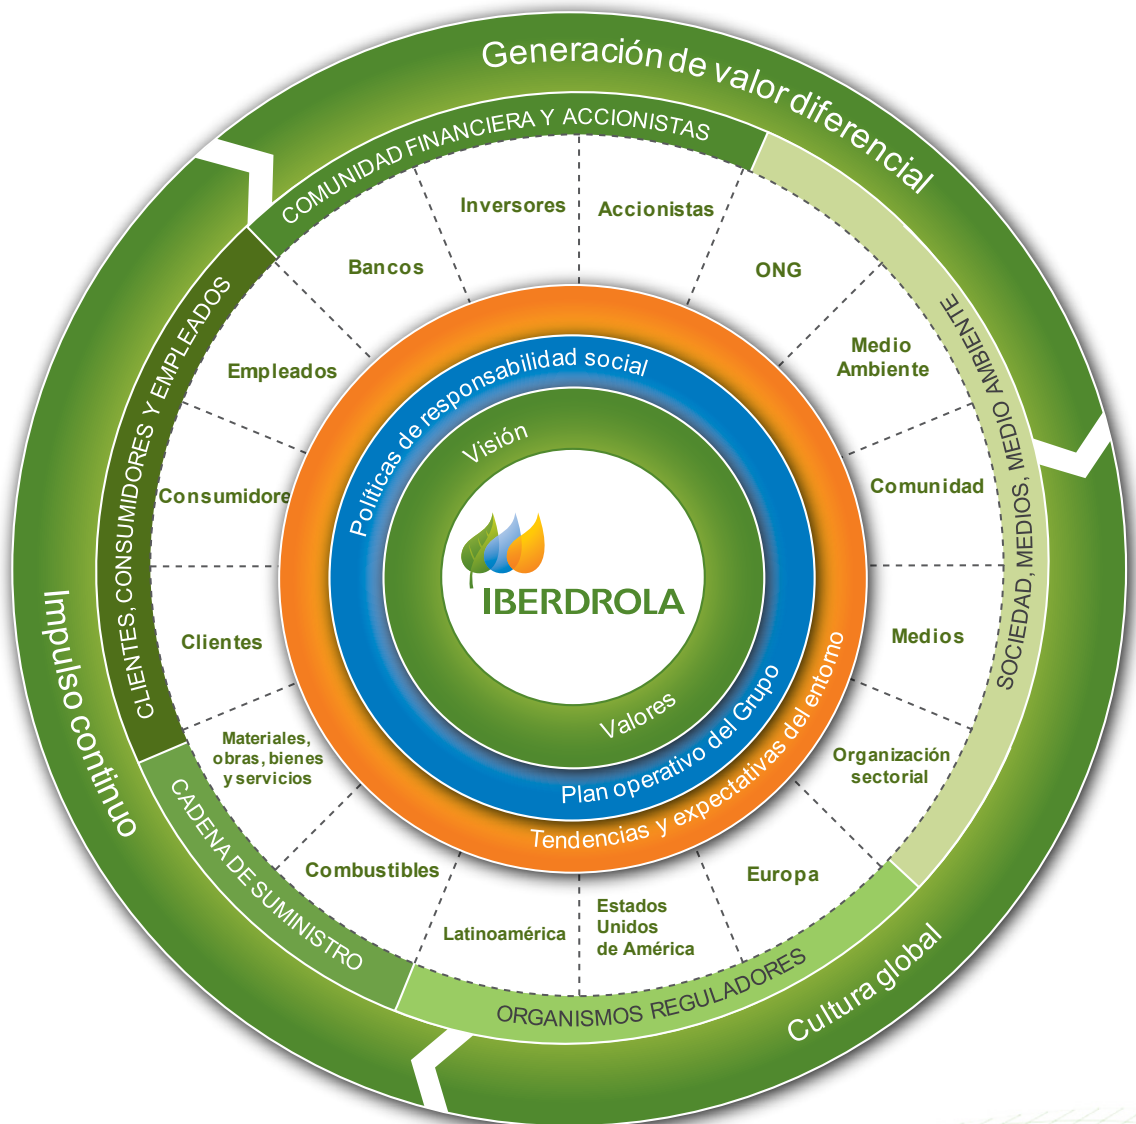 Generación de valor diferencial
COMUNIDAD FINANCIERA Y ACCIONISTAS
Inversores
Accionistas
Bancos
ONG
Empleados
Medio
Ambiente
Consumidore
Comunidad
Clientes
Medios
Materiales,
obras, bienes
y servicios
Organización
sectorial
Combustibles
Europa
Latinoamérica
Estados
Unidos
de América
CLIENTES, CONSUMIDORES Y EMPLEADOS
SOCIEDAD, MEDIOS, MEDIO AMBIENTE
CADENA DE SUMINISTRO
ORGANISMOS REGULADORES
Políticas de responsabilidad social
Visión
IBERDROLA
Valores
Plan operativo del Grupo
Tendencias y expectativas del entorno
Impulso continuo
Cultura global